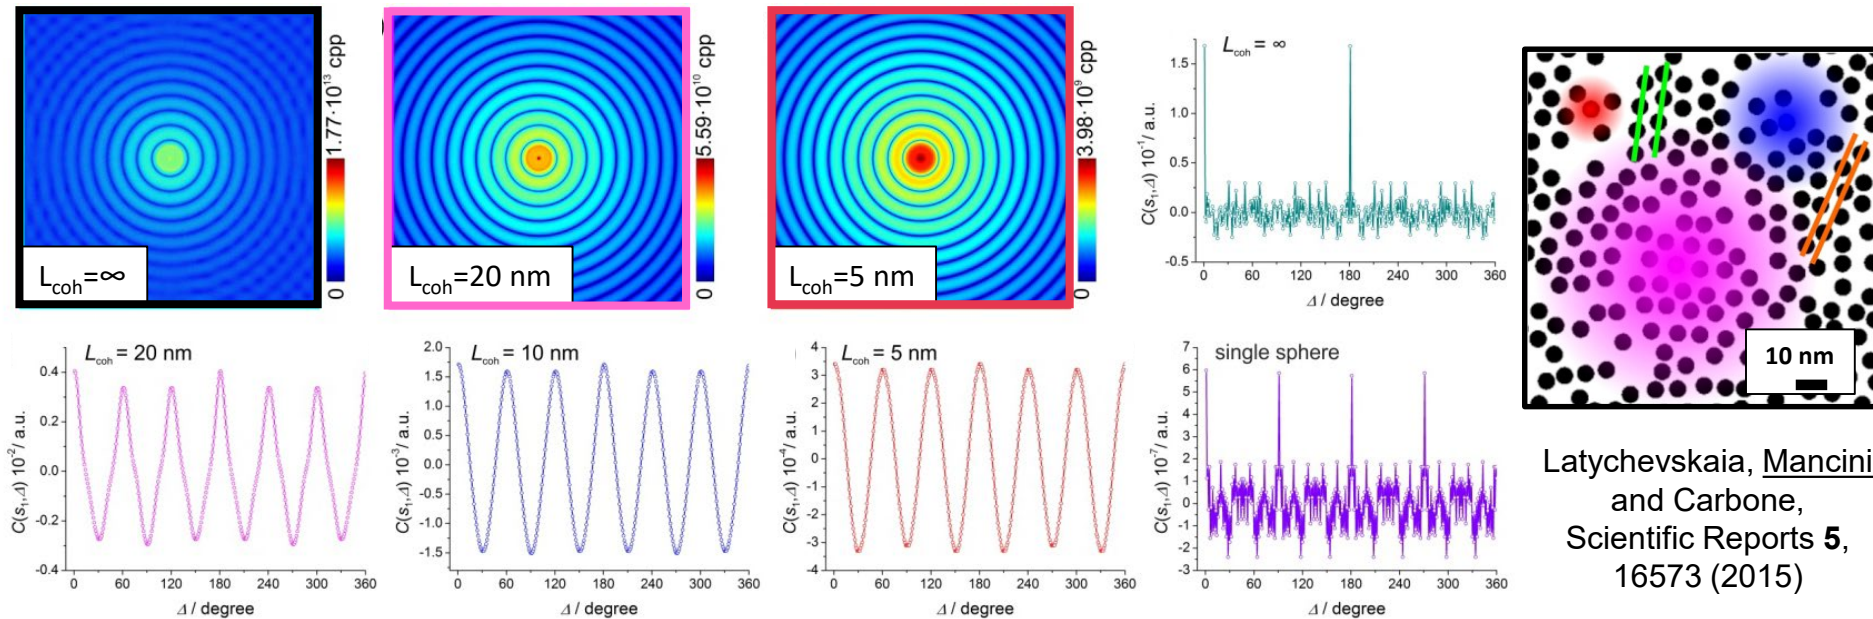 1.77·10¹³ cpp
0
L_coh=∞
5.59·10¹⁰ cpp
0
L_coh=20 nm
3.98·10⁹ cpp
0
L_coh=5 nm
L_coh = ∞
C(s₁,Δ) 10⁻¹/ a.u.
1.5
1.0
0.5
0.0
-0.5
0 60 120 180 240 300 360
Δ / degree
10 nm
L_coh = 20 nm
C(s₁,Δ) 10⁻²/ a.u.
0.4
0.2
0.0
-0.2
-0.4
0 60 120 180 240 300 360
Δ / degree
L_coh = 10 nm
C(s₁,Δ) 10⁻³/ a.u.
2.0
1.5
1.0
0.5
0.0
-0.5
-1.0
-1.5
0 60 120 180 240 300 360
Δ / degree
L_coh = 5 nm
C(s₁,Δ) 10⁻⁴/ a.u.
4
3
2
1
0
-1
-2
-3
-4
0 60 120 180 240 300 360
Δ / degree
single sphere
C(s₁,Δ) 10⁻⁷/ a.u.
7
6
5
4
3
2
1
0
-1
-2
-3
0 60 120 180 240 300 360
Δ / degree
Latychevskaia, Mancini
and Carbone,
Scientific Reports 5,
16573 (2015)